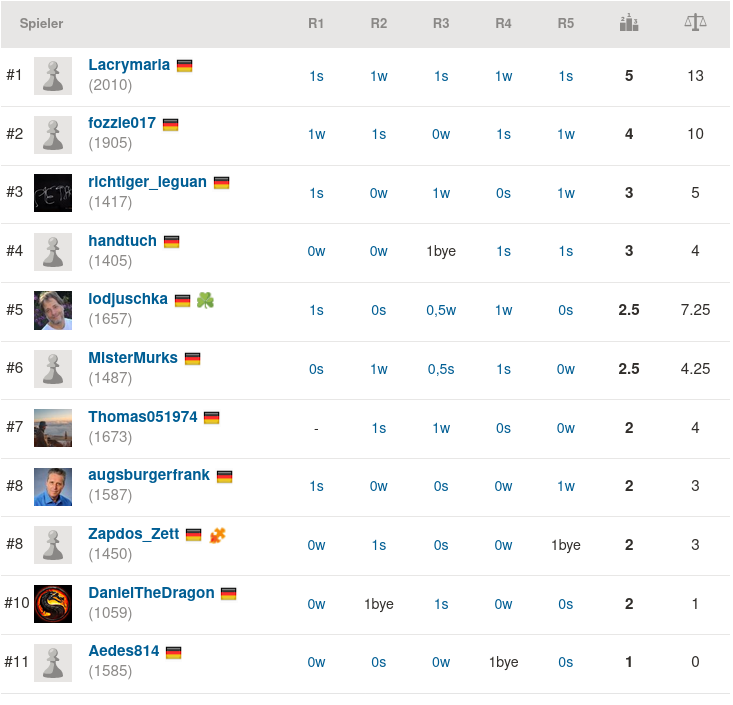 Spieler R1 R2 R3 R4 R5
#1 Lacrymaria 1s 1w 1s 1w 1s 5 13
(2010)
#2 fozzie017 1w 1s 0w 1s 1w 4 10
(1905)
#3 richtiger_leguan 1s 0w 1w 0s 1w 3 5
(1417)
#4 handtuch 0w 0w 1bye 1s 1s 3 4
(1405)
#5 lodjuschka 1s 0s 0,5w 1w 0s 2.5 7.25
(1657)
#6 MisterMurks 0s 1w 0,5s 1s 0w 2.5 4.25
(1487)
#7 Thomas051974 - 1s 1w 0s 0w 2 4
(1673)
#8 augsburgerfrank 1s 0w 0s 0w 1w 2 3
(1587)
#8 Zapdos_Zett 0w 1s 0s 0w 1bye 2 3
(1450)
#10 DanielTheDragon 0w 1bye 1s 0w 0s 2 1
(1059)
#11 Aedes814 0w 0s 0w 1bye 0s 1 0
(1585)